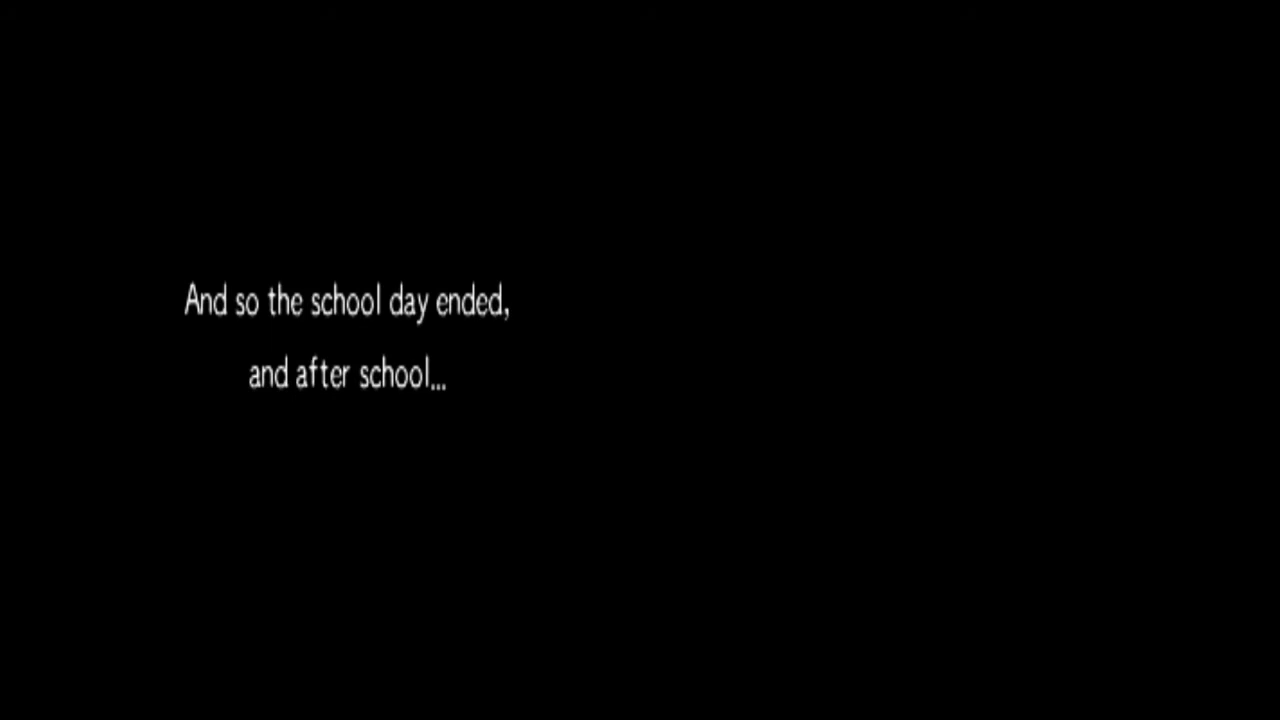 And so the school day ended,
and after school...